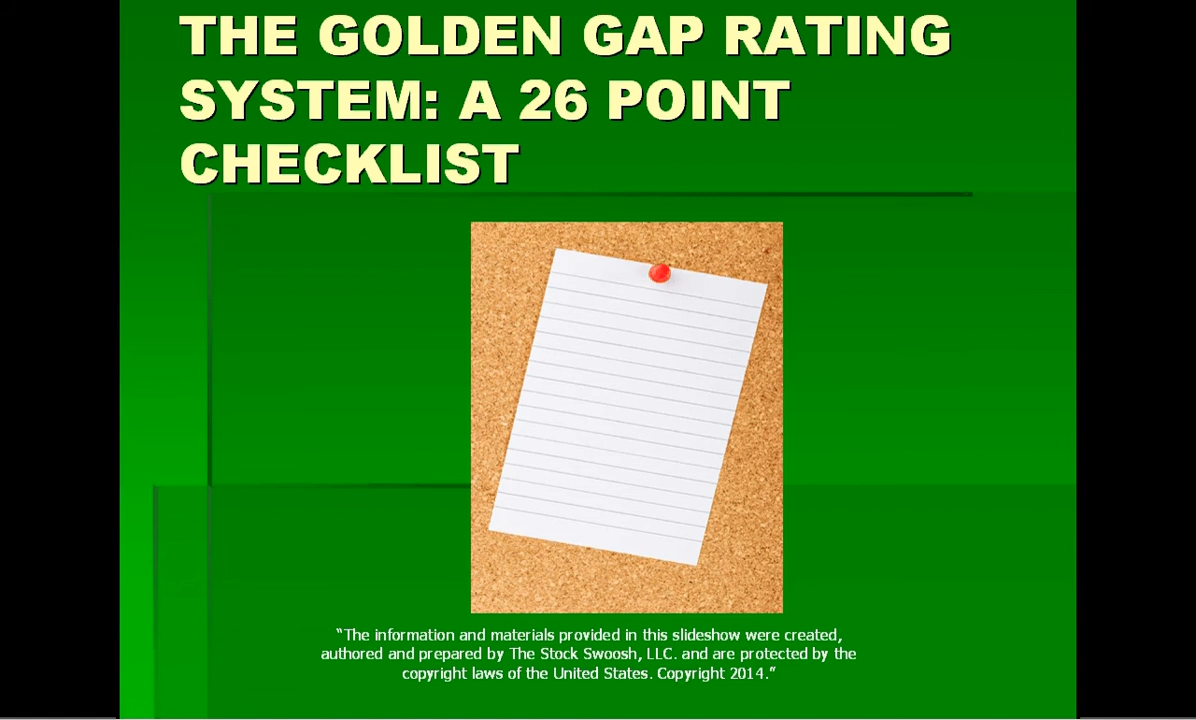 THE GOLDEN GAP RATING
SYSTEM: A 26 POINT
CHECKLIST
“The information and materials provided in this slideshow were created,
authored and prepared by The Stock Swoosh, LLC. and are protected by the
copyright laws of the United States. Copyright 2014.”